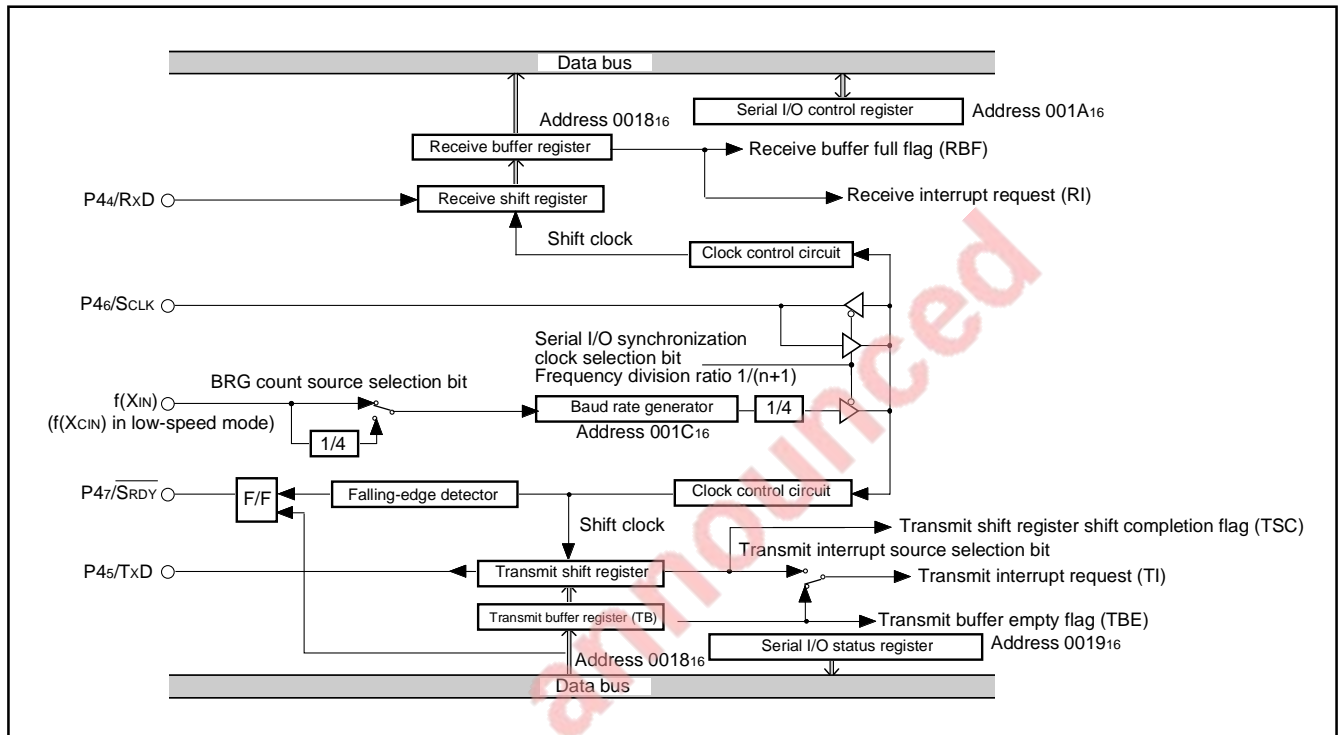 Data bus
Serial I/O control register
Address 001A16
Address 001816
Receive buffer register
Receive buffer full flag (RBF)
P44/RXD
Receive shift register
Receive interrupt request (RI)
Shift clock
Clock control circuit
P46/SCLK
Serial I/O synchronization
clock selection bit
Frequency division ratio 1/(n+1)
BRG count source selection bit
f(XIN)
(f(XCIN) in low-speed mode)
1/4
Baud rate generator
1/4
Address 001C16
P47/SRDY
F/F
Falling-edge detector
Clock control circuit
Shift clock
Transmit shift register shift completion flag (TSC)
Transmit interrupt source selection bit
P45/TXD
Transmit shift register
Transmit interrupt request (TI)
Transmit buffer register (TB)
Transmit buffer empty flag (TBE)
Serial I/O status register
Address 001916
Address 001816
Data bus
announced